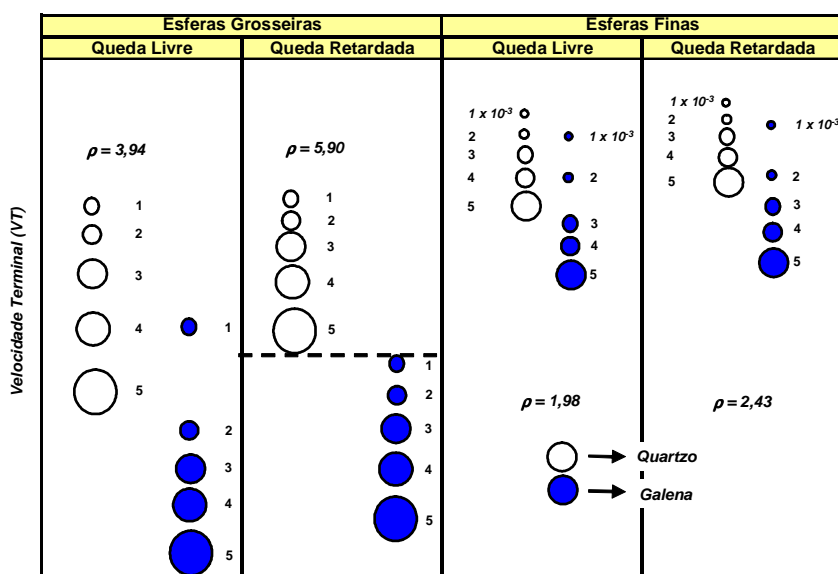 Esferas Grosseiras
Esferas Finas
Queda Livre
Queda Retardada
Queda Livre
Queda Retardada
Velocidade Terminal (VT)
ρ = 3,94
1
2
3
4
5
1
2
3
4
5
ρ = 5,90
1
2
3
4
5
1
2
3
4
5
1 x 10⁻³
2
3
4
5
1 x 10⁻³
2
3
4
5
ρ = 1,98
1 x 10⁻³
2
3
4
5
1 x 10⁻³
2
3
4
5
ρ = 2,43
Quartzo
Galena